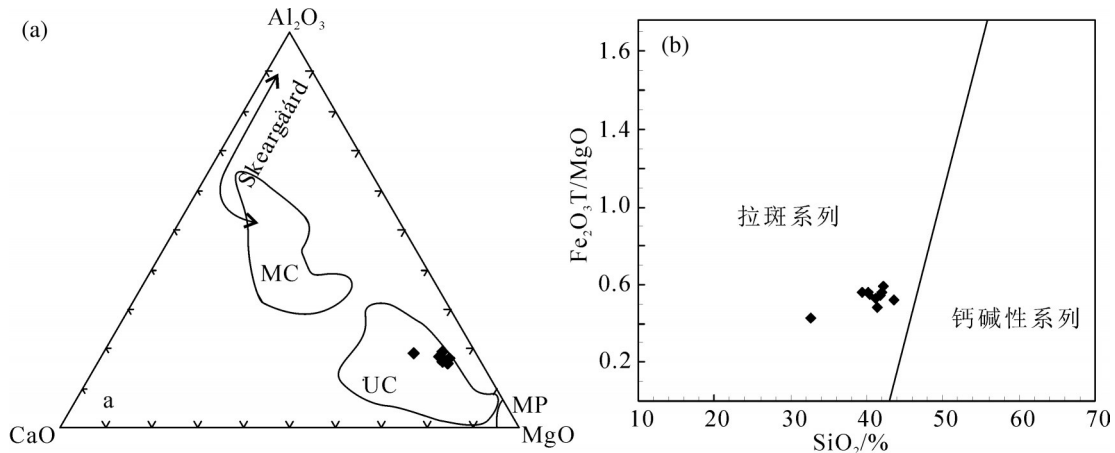 (a)
Al₂O₃
Skeargáárd
MC
UC
a
MP
CaO
MgO
(b)
Fe₂O₃T/MgO
1.6
1.4
1.0
0.6
0.2
拉斑系列
钙碱性系列
10 20 30 40 50 60 70
SiO₂/%